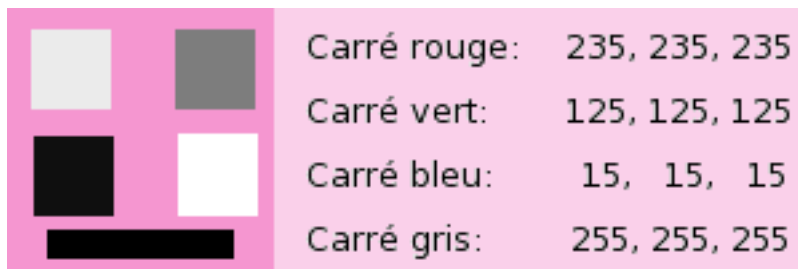 Carré rouge: 235, 235, 235
Carré vert: 125, 125, 125
Carré bleu: 15, 15, 15
Carré gris: 255, 255, 255